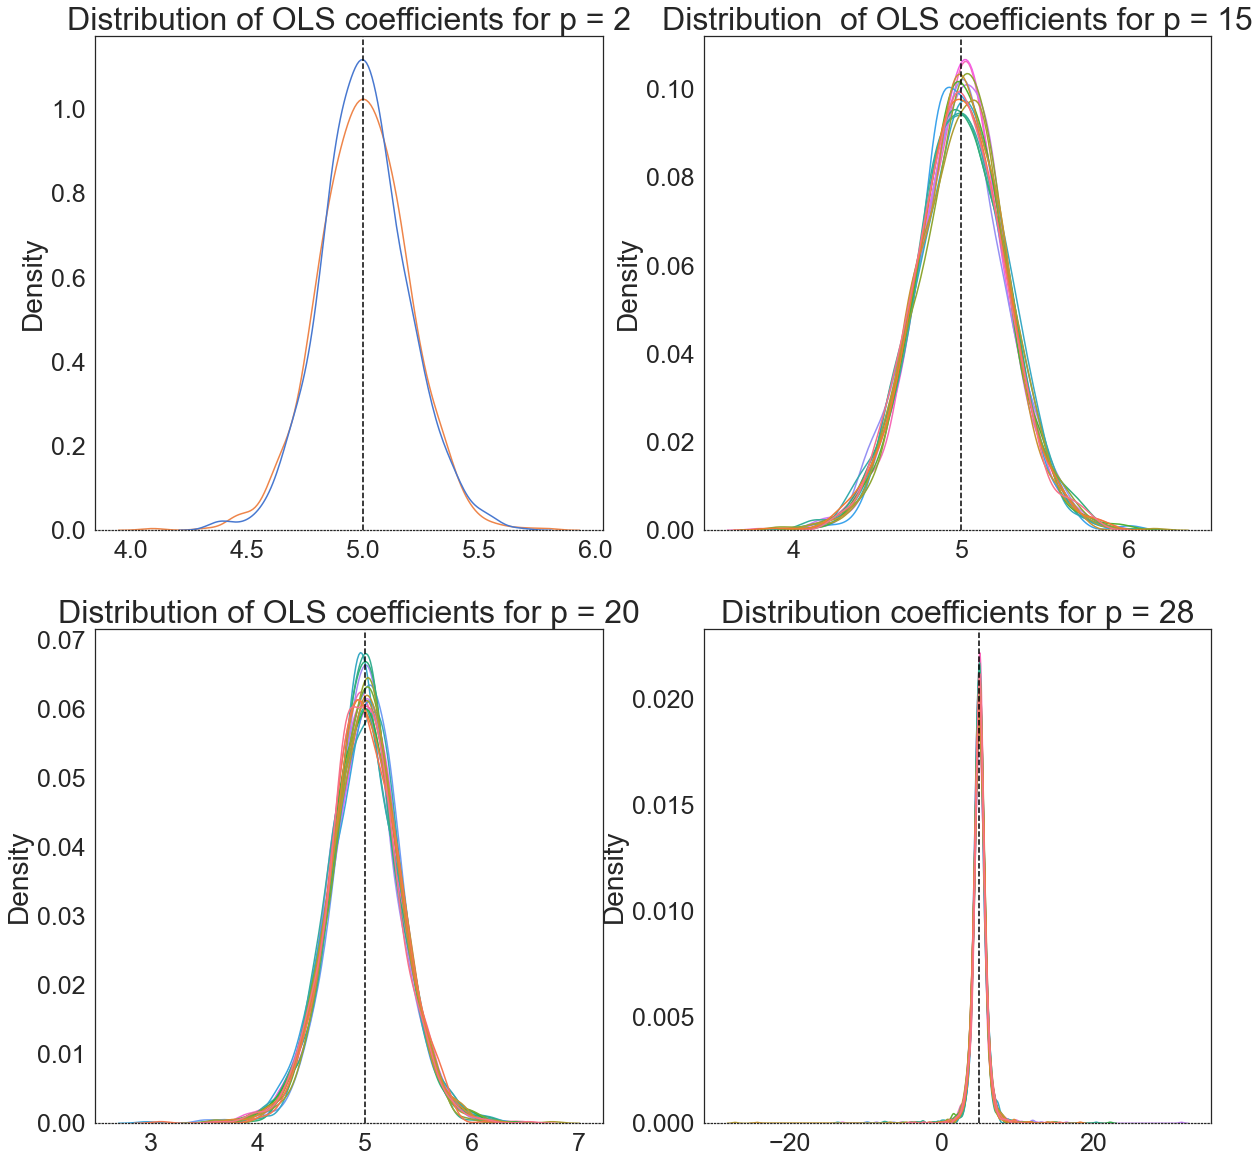 Distribution of OLS coefficients for p = 2
Density
1.0
0.8
0.6
0.4
0.2
0.0
4.0 4.5 5.0 5.5 6.0
Distribution  of OLS coefficients for p = 15
Density
0.10
0.08
0.06
0.04
0.02
0.00
4 5 6
Distribution of OLS coefficients for p = 20
Density
0.07
0.06
0.05
0.04
0.03
0.02
0.01
0.00
3 4 5 6 7
Distribution coefficients for p = 28
Density
0.020
0.015
0.010
0.005
0.000
−20 0 20